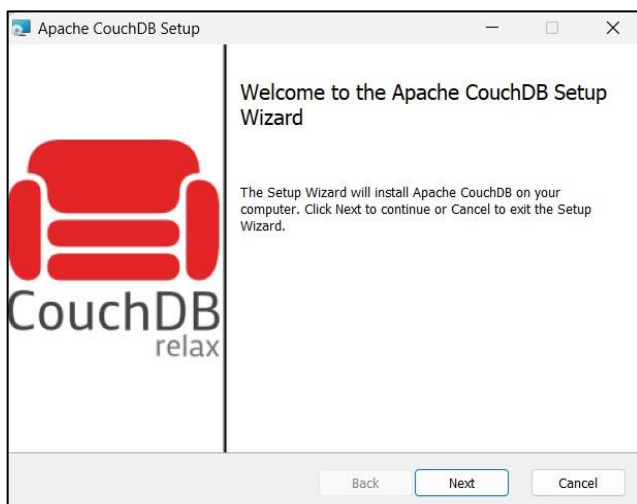 Apache CouchDB Setup
Welcome to the Apache CouchDB Setup
Wizard
The Setup Wizard will install Apache CouchDB on your
computer. Click Next to continue or Cancel to exit the Setup
Wizard.
CouchDB
relax
Back
Next
Cancel